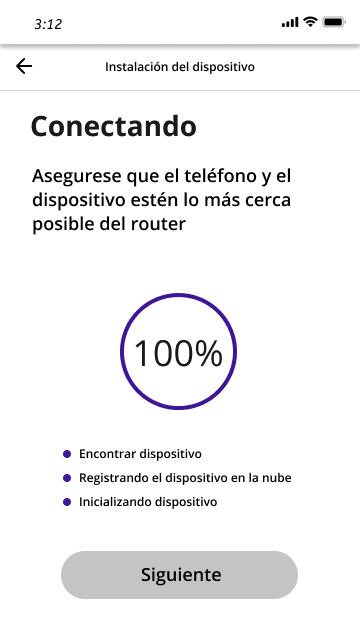 3:12
Instalación del dispositivo
Conectando
Asegurese que el teléfono y el
dispositivo estén lo más cerca
posible del router
100%
Encontrar dispositivo
Registrando el dispositivo en la nube
Inicializando dispositivo
Siguiente